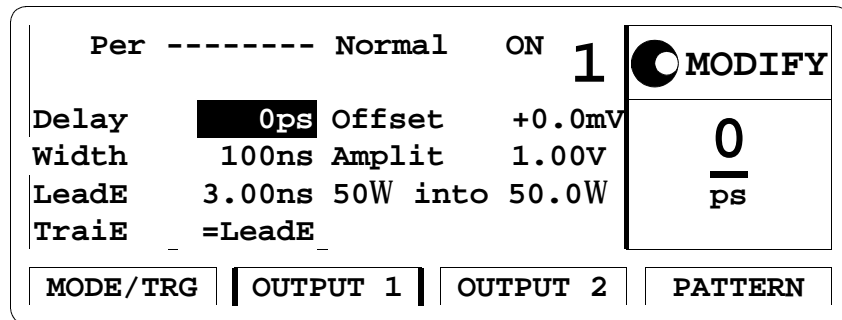 Per -------- Normal ON 1
MODIFY
Delay 0ps Offset +0.0mV
Width 100ns Amplit 1.00V
0
LeadE 3.00ns 50W into 50.0W
ps
TraiE =LeadE
MODE/TRG OUTPUT 1 OUTPUT 2 PATTERN